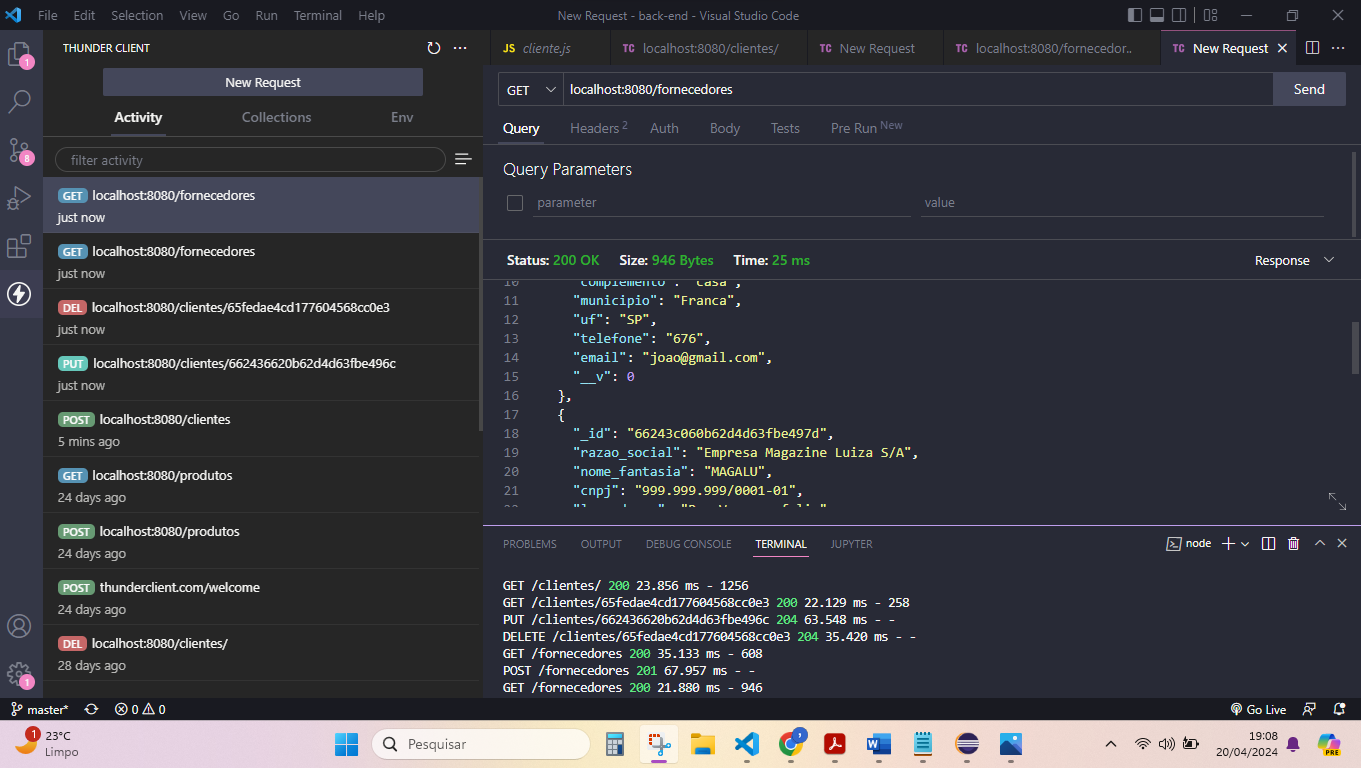 File Edit Selection View Go Run Terminal Help
New Request - back-end - Visual Studio Code
THUNDER CLIENT
New Request
Activity Collections Env
filter activity
GET localhost:8080/fornecedores
just now
GET localhost:8080/fornecedores
just now
DEL localhost:8080/clientes/65fedae4cd177604568cc0e3
just now
PUT localhost:8080/clientes/662436620b62d4d63fbe496c
just now
POST localhost:8080/clientes
5 mins ago
GET localhost:8080/produtos
24 days ago
POST localhost:8080/produtos
24 days ago
POST thunderclient.com/welcome
24 days ago
DEL localhost:8080/clientes/
28 days ago
1
8
1
JS cliente.js
TC localhost:8080/clientes/
TC New Request
TC localhost:8080/fornecedor..
TC New Request
GET localhost:8080/fornecedores Send
Query Headers 2 Auth Body Tests Pre Run New
Query Parameters
parameter value
Status: 200 OK Size: 946 Bytes Time: 25 ms Response
10 "complemento": "casa",
11 "municipio": "Franca",
12 "uf": "SP",
13 "telefone": "676",
14 "email": "joao@gmail.com",
15 "__v": 0
16 },
17 {
18 "_id": "66243c060b62d4d63fbe497d",
19 "razao_social": "Empresa Magazine Luiza S/A",
20 "nome_fantasia": "MAGALU",
21 "cnpj": "999.999.999/0001-01",
PROBLEMS OUTPUT DEBUG CONSOLE TERMINAL JUPYTER node
GET /clientes/ 200 23.856 ms - 1256
GET /clientes/65fedae4cd177604568cc0e3 200 22.129 ms - 258
PUT /clientes/662436620b62d4d63fbe496c 204 63.548 ms - -
DELETE /clientes/65fedae4cd177604568cc0e3 204 35.420 ms - -
GET /fornecedores 200 35.133 ms - 608
POST /fornecedores 201 67.957 ms - -
GET /fornecedores 200 21.880 ms - 946
master* 0 0 Go Live
1
23°C
Limpo
Pesquisar
19:08
20/04/2024
PRE